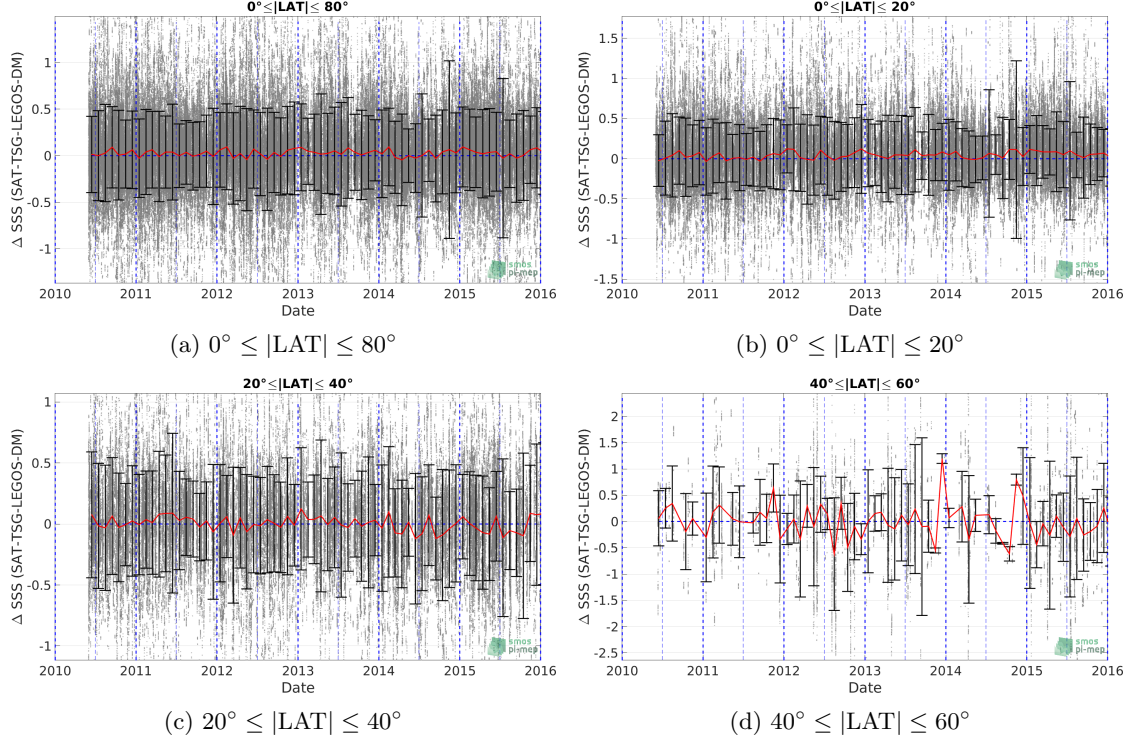 0°≤|LAT|≤ 80°
Δ SSS (SAT-TSG-LEGOS-DM)
1
0.5
0
-0.5
-1
2010 2011 2012 2013 2014 2015 2016
Date
smos
pi-mep
(a) 0° ≤ |LAT| ≤ 80°
0°≤|LAT|≤ 20°
Δ SSS (SAT-TSG-LEGOS-DM)
1.5
1
0.5
0
-0.5
-1
-1.5
2010 2011 2012 2013 2014 2015 2016
Date
smos
pi-mep
(b) 0° ≤ |LAT| ≤ 20°
20°≤|LAT|≤ 40°
Δ SSS (SAT-TSG-LEGOS-DM)
1
0.5
0
-0.5
-1
2010 2011 2012 2013 2014 2015 2016
Date
smos
pi-mep
(c) 20° ≤ |LAT| ≤ 40°
40°≤|LAT|≤ 60°
Δ SSS (SAT-TSG-LEGOS-DM)
2
1.5
1
0.5
0
-0.5
-1
-1.5
-2
-2.5
2010 2011 2012 2013 2014 2015 2016
Date
smos
pi-mep
(d) 40° ≤ |LAT| ≤ 60°